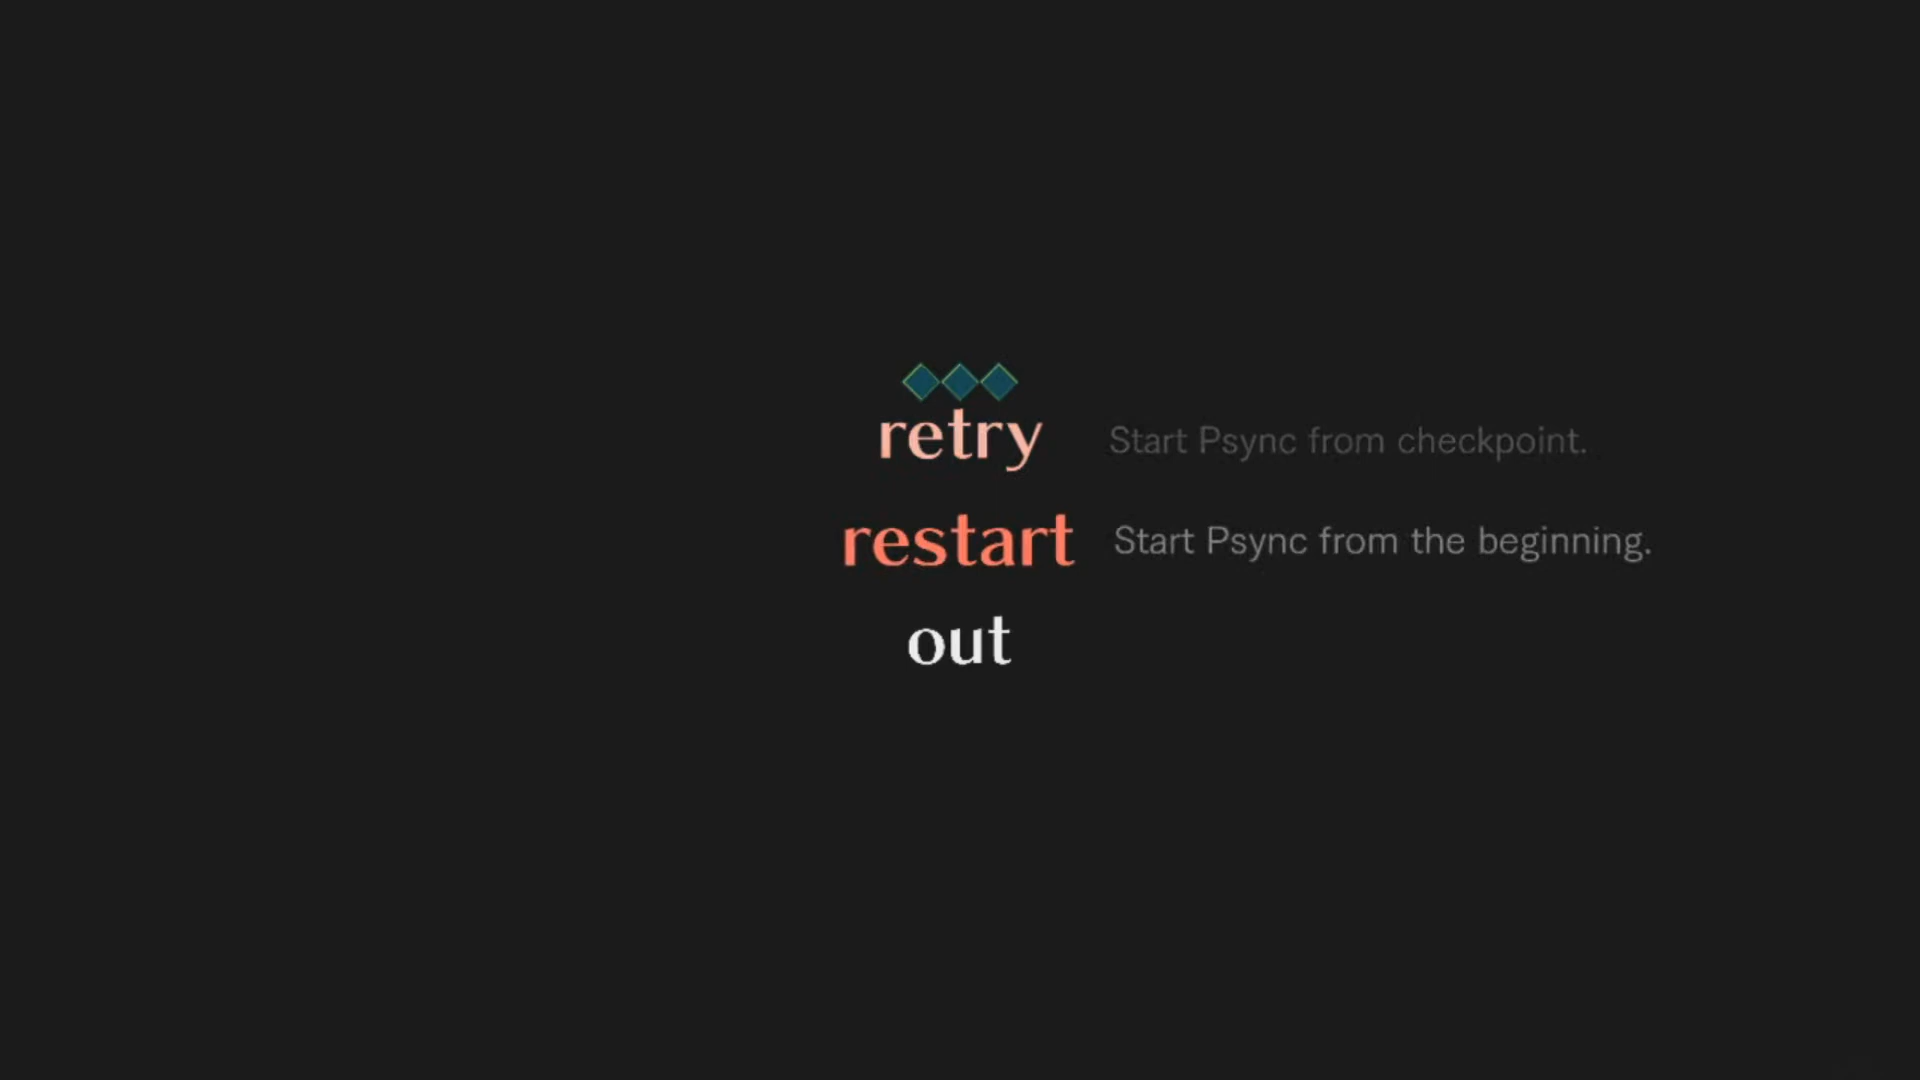 retry Start Psync from checkpoint.
restart Start Psync from the beginning.
out